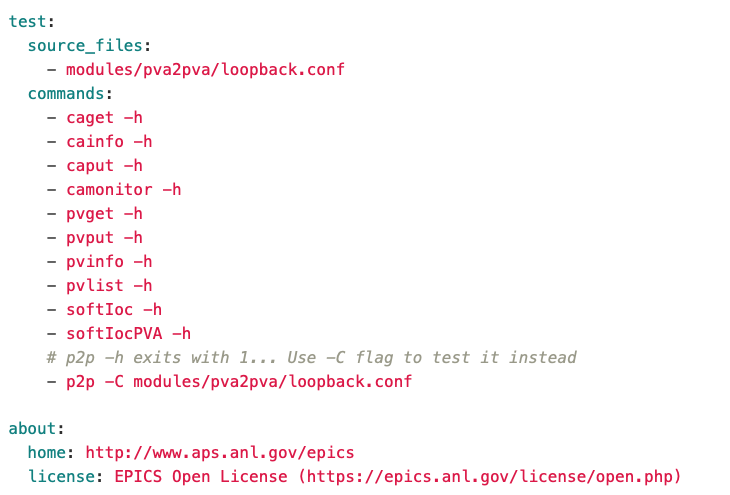 test:
  source_files:
    - modules/pva2pva/loopback.conf
  commands:
    - caget -h
    - cainfo -h
    - caput -h
    - camonitor -h
    - pvget -h
    - pvput -h
    - pvinfo -h
    - pvlist -h
    - softIoc -h
    - softIocPVA -h
    # p2p -h exits with 1... Use -C flag to test it instead
    - p2p -C modules/pva2pva/loopback.conf

about:
  home: http://www.aps.anl.gov/epics
  license: EPICS Open License (https://epics.anl.gov/license/open.php)